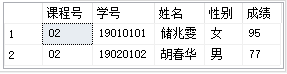 课程号 学号 姓名 性别 成绩
1 02 19010101 储兆雯 女 95
2 02 19020102 胡春华 男 77